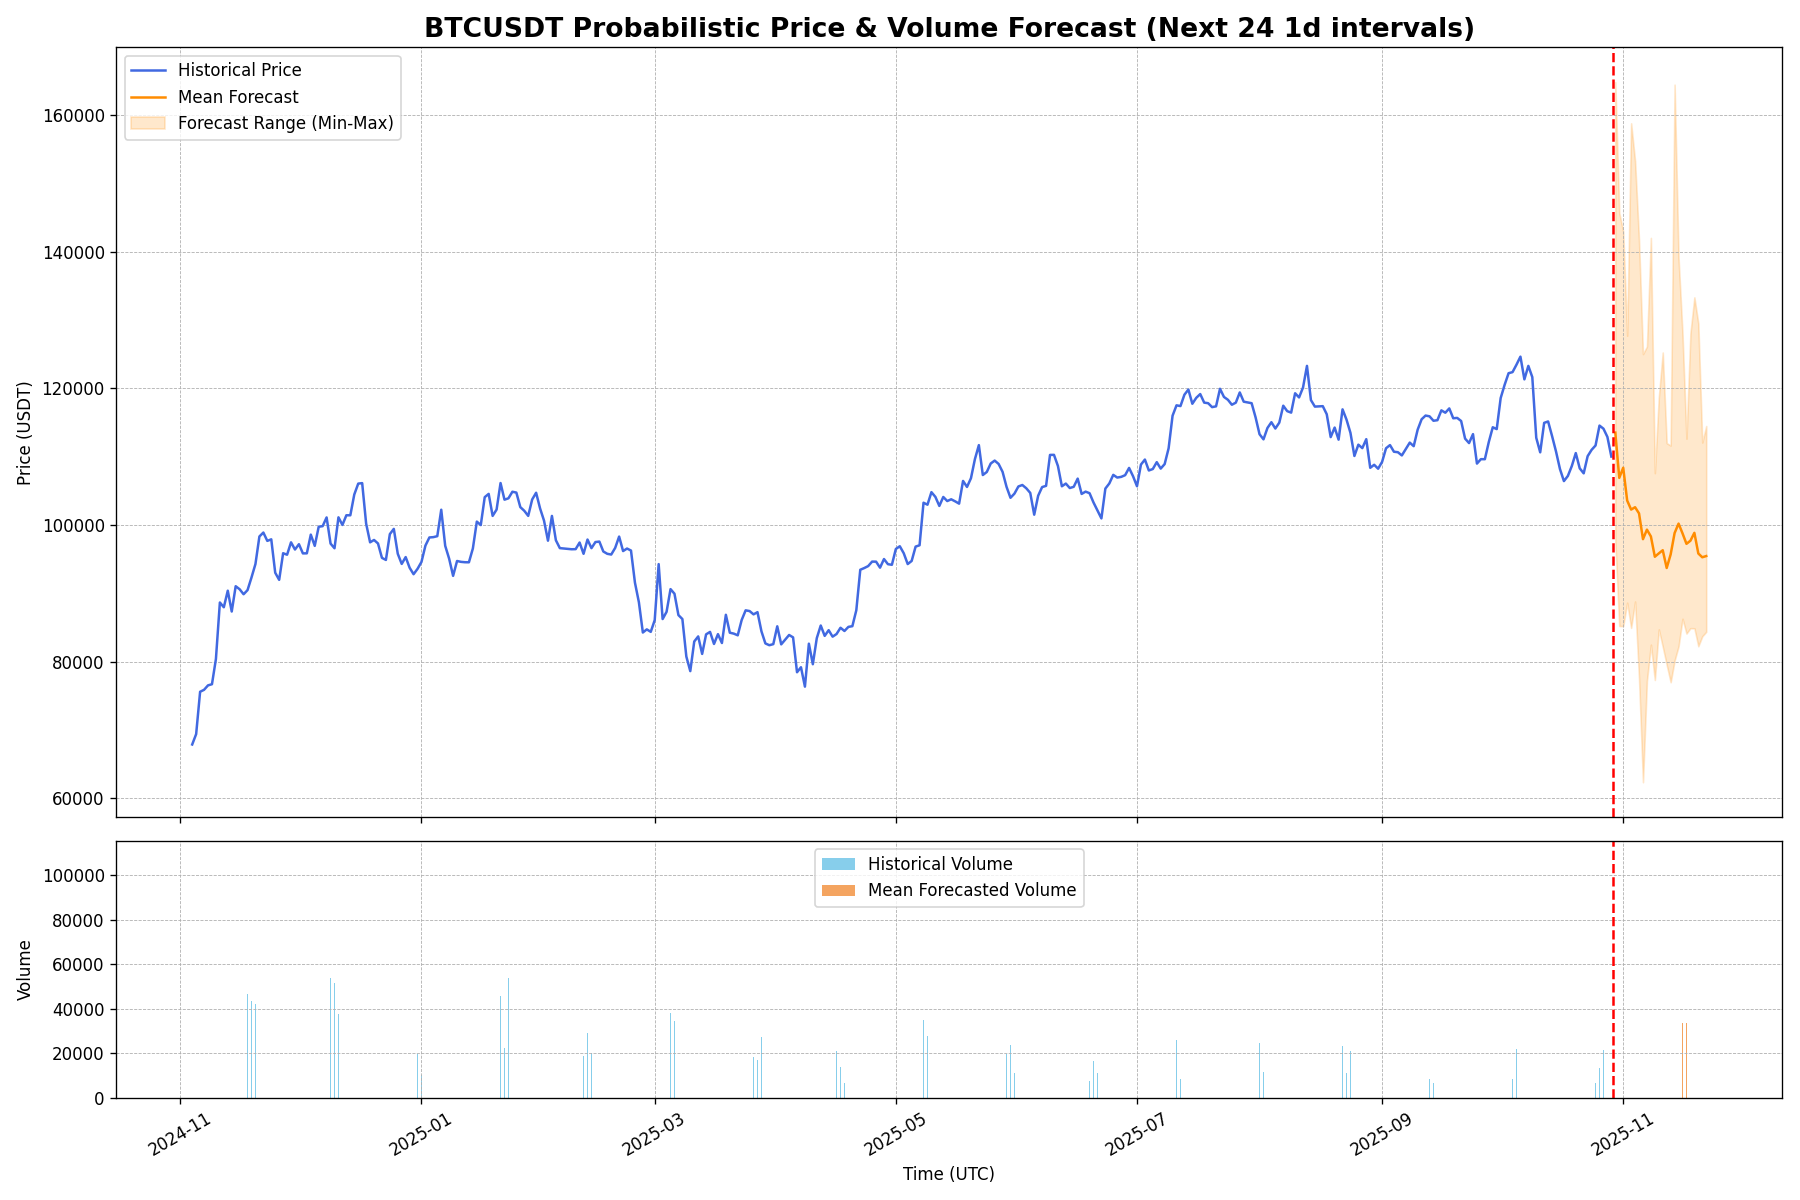 BTCUSDT Probabilistic Price & Volume Forecast (Next 24 1d intervals)
Historical Price
Mean Forecast
Forecast Range (Min-Max)
Price (USDT)
160000
140000
120000
100000
80000
60000
Historical Volume
Mean Forecasted Volume
Volume
100000
80000
60000
40000
20000
0
2024-11
2025-01
2025-03
2025-05
2025-07
2025-09
2025-11
Time (UTC)